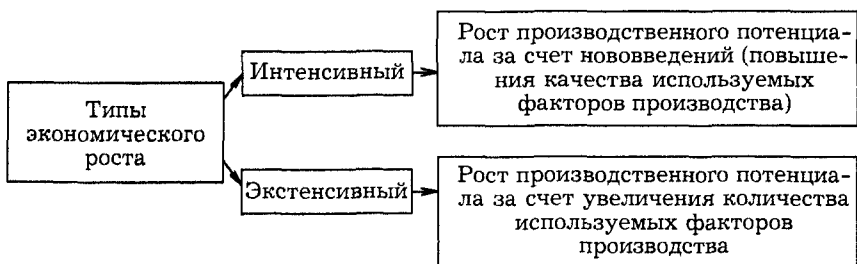 Типы
экономического
роста
Интенсивный
Рост производственного потенциа-
ла за счет нововведений (повыше-
ния качества используемых
факторов производства)
Экстенсивный
Рост производственного потенциа-
ла за счет увеличения количества
используемых факторов
производства